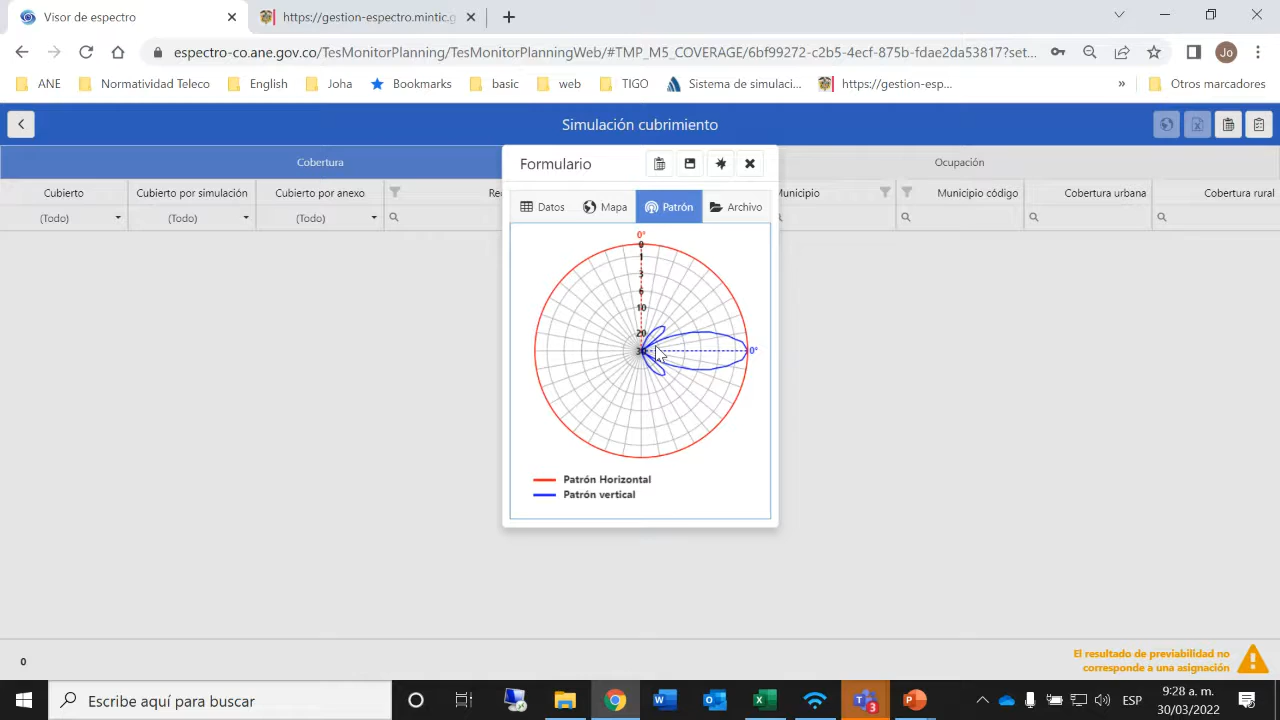 Visor de espectro
https://gestion-espectro.mintic.g
espectro-co.ane.gov.co/TesMonitorPlanning/TesMonitorPlanningWeb/#TMP_M5_COVERAGE/6bf99272-c2b5-4ecf-875b-fdae2da53817?set...
Jo
ANE
Normatividad Teleco
English
Joha
Bookmarks
basic
web
TIGO
Sistema de simulaci...
https://gestion-esp...
»
Otros marcadores
Simulación cubrimiento
Cobertura
Ocupación
Cubierto
Cubierto por simulación
Cubierto por anexo
Re
Municipio
Municipio código
Cobertura urbana
Cobertura rural
(Todo)
(Todo)
(Todo)
Formulario
Datos
Mapa
Patrón
Archivo
0°
0
1
3
6
10
20
30
0°
Patrón Horizontal
Patrón vertical
0
El resultado de previabilidad no
corresponde a una asignación
Escribe aquí para buscar
3
ESP
9:28 a. m.
30/03/2022